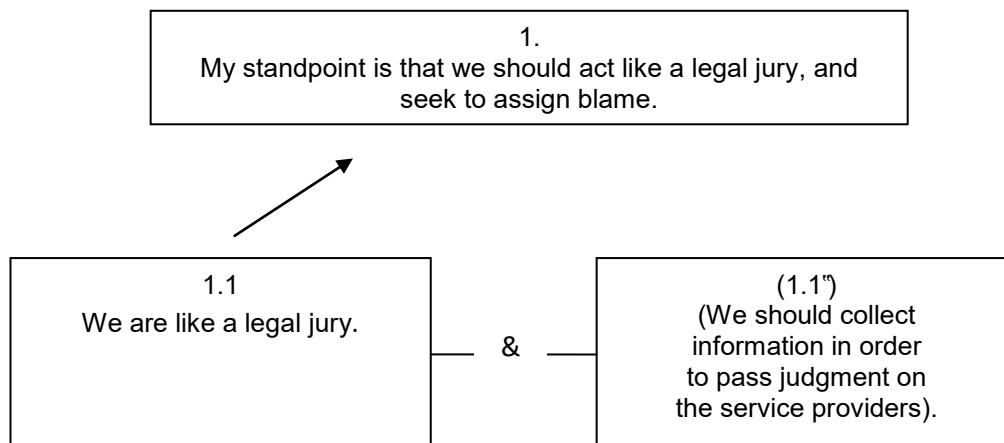 1.
My standpoint is that we should act like a legal jury, and
seek to assign blame.
1.1
We are like a legal jury.
&
(1.1‟)
(We should collect
information in order
to pass judgment on
the service providers).